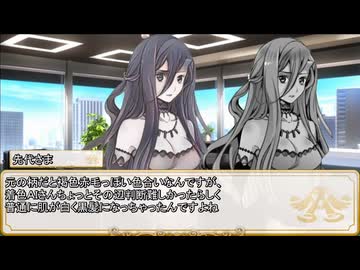 先代さま
元の柄だと褐色赤毛っぽい色合いなんですが、
着色AIさんちょっとその辺判断難しかったらしく
普通に肌が白く黒髪になっちゃったんですよね